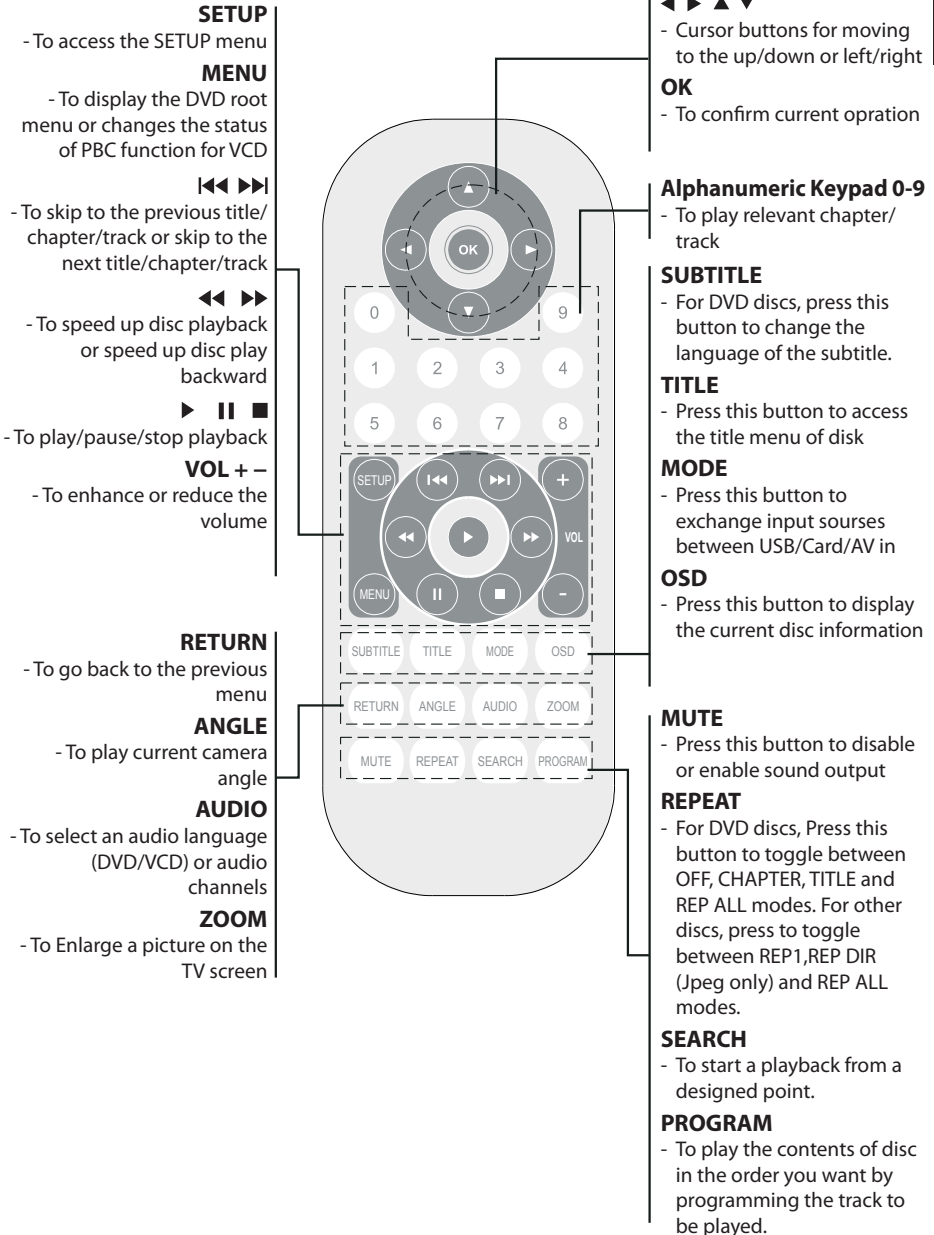 SETUP
- To access the SETUP menu
MENU
- To display the DVD root
menu or changes the status
of PBC function for VCD
- To skip to the previous title/
chapter/track or skip to the
next title/chapter/track
- To speed up disc playback
or speed up disc play
backward
- To play/pause/stop playback
VOL + −
- To enhance or reduce the
volume
RETURN
- To go back to the previous
menu
ANGLE
- To play current camera
angle
AUDIO
- To select an audio language
(DVD/VCD) or audio
channels
ZOOM
- To Enlarge a picture on the
TV screen
OK
0 9
1 2 3 4
5 6 7 8
SETUP +
VOL
MENU -
SUBTITLE TITLE MODE OSD
RETURN ANGLE AUDIO ZOOM
MUTE REPEAT SEARCH PROGRAM
- Cursor buttons for moving
to the up/down or left/right
OK
- To confirm current opration
Alphanumeric Keypad 0-9
- To play relevant chapter/
track
SUBTITLE
- For DVD discs, press this
button to change the
language of the subtitle.
TITLE
- Press this button to access
the title menu of disk
MODE
- Press this button to
exchange input sourses
between USB/Card/AV in
OSD
- Press this button to display
the current disc information
MUTE
- Press this button to disable
or enable sound output
REPEAT
- For DVD discs, Press this
button to toggle between
OFF, CHAPTER, TITLE and
REP ALL modes. For other
discs, press to toggle
between REP1,REP DIR
(Jpeg only) and REP ALL
modes.
SEARCH
- To start a playback from a
designed point.
PROGRAM
- To play the contents of disc
in the order you want by
programming the track to
be played.